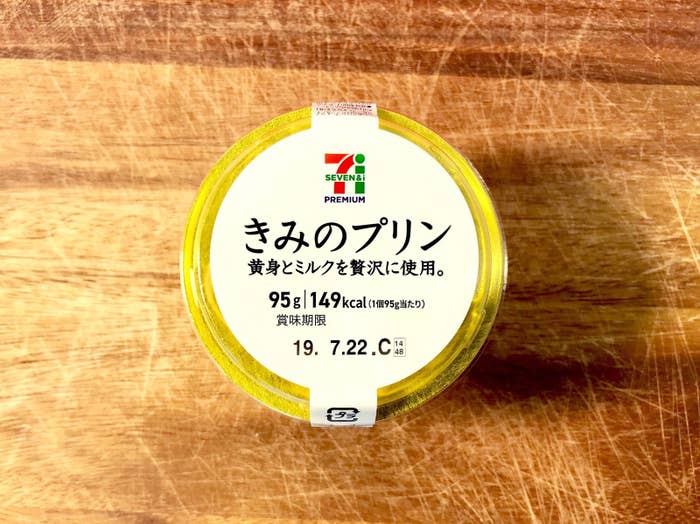 SEVEN&i
PREMIUM
きみのプリン
黄身とミルクを贅沢に使用。
95g|149kcal(1個95g当たり)
賞味期限
19. 7.22.C 14 48
プラ